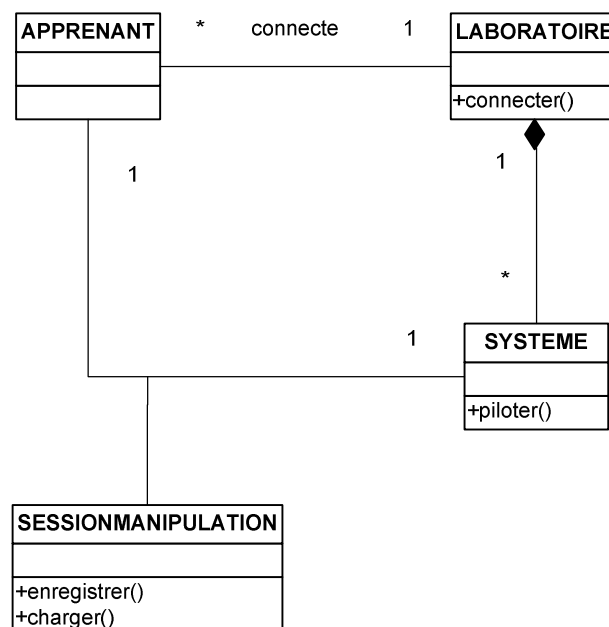 APPRENANT * connecte 1 LABORATOIRE
+connecter()
1 1
*
1
SYSTEME
+piloter()
SESSIONMANIPULATION
+enregistrer()
+charger()